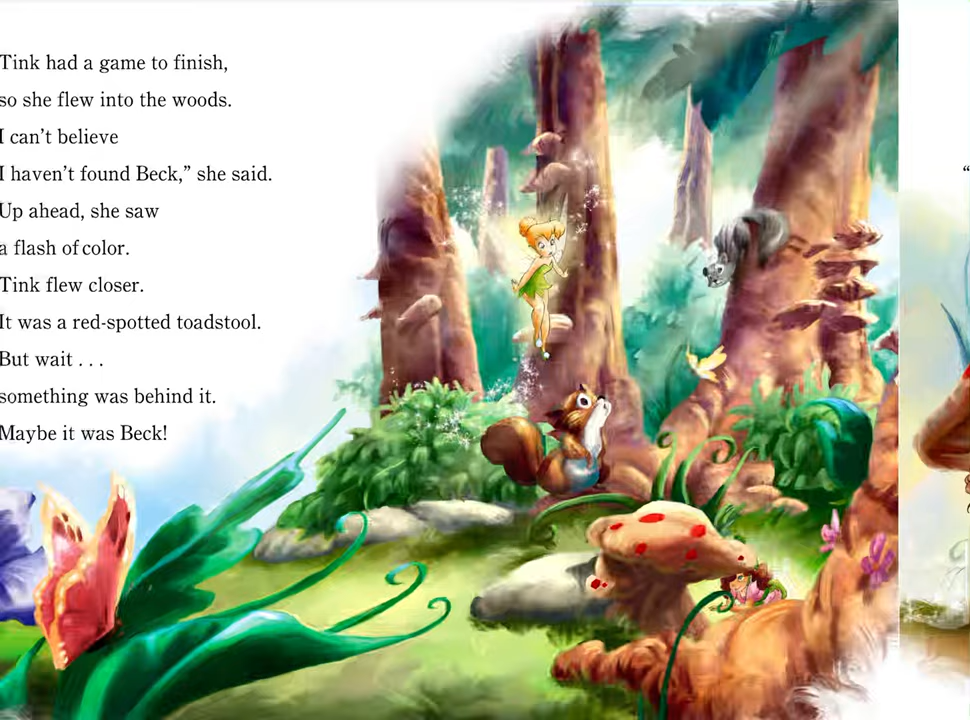 Tink had a game to finish,
so she flew into the woods.
I can't believe
I haven't found Beck,” she said.
Up ahead, she saw
a flash of color.
Tink flew closer.
It was a red-spotted toadstool.
But wait . . .
something was behind it.
Maybe it was Beck!
“